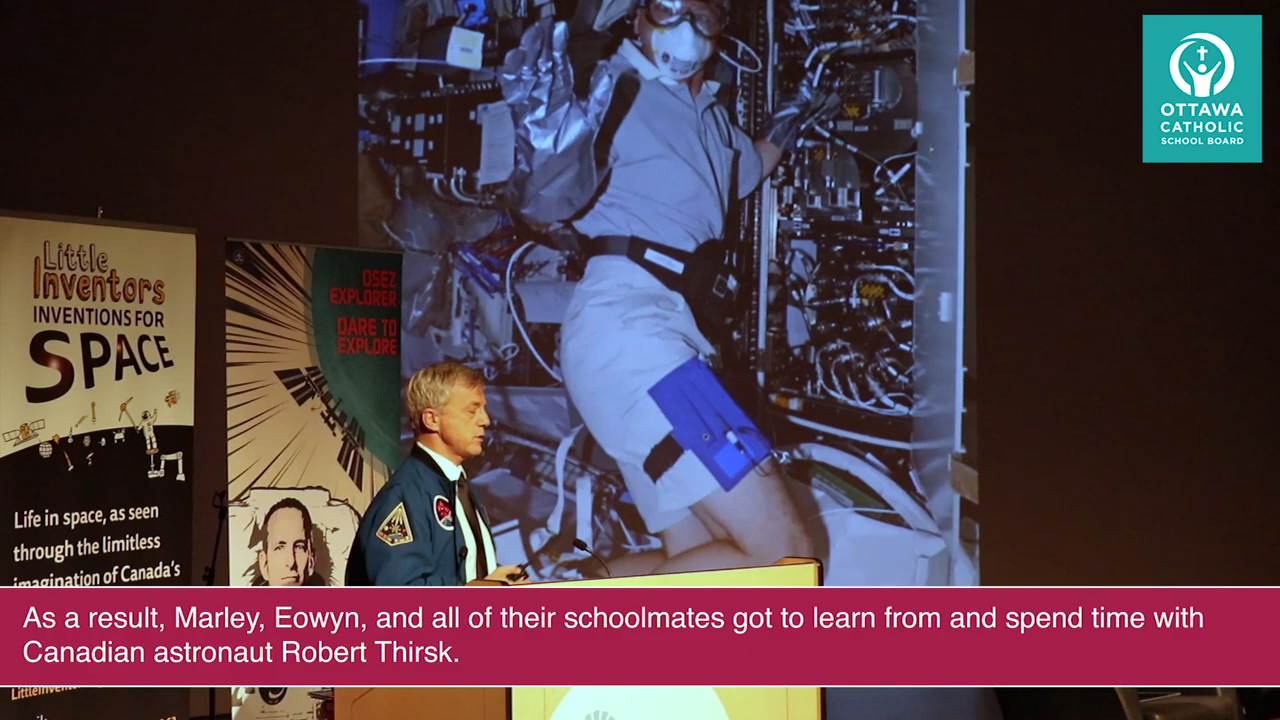 OTTAWA
CATHOLIC
SCHOOL BOARD
Little
Inventors
INVENTIONS FOR
SPACE
Life in space, as seen
through the limitless
imagination of Canada's
OSEZ
EXPLORER
DARE TO
EXPLORE
As a result, Marley, Eowyn, and all of their schoolmates got to learn from and spend time with
Canadian astronaut Robert Thirsk.